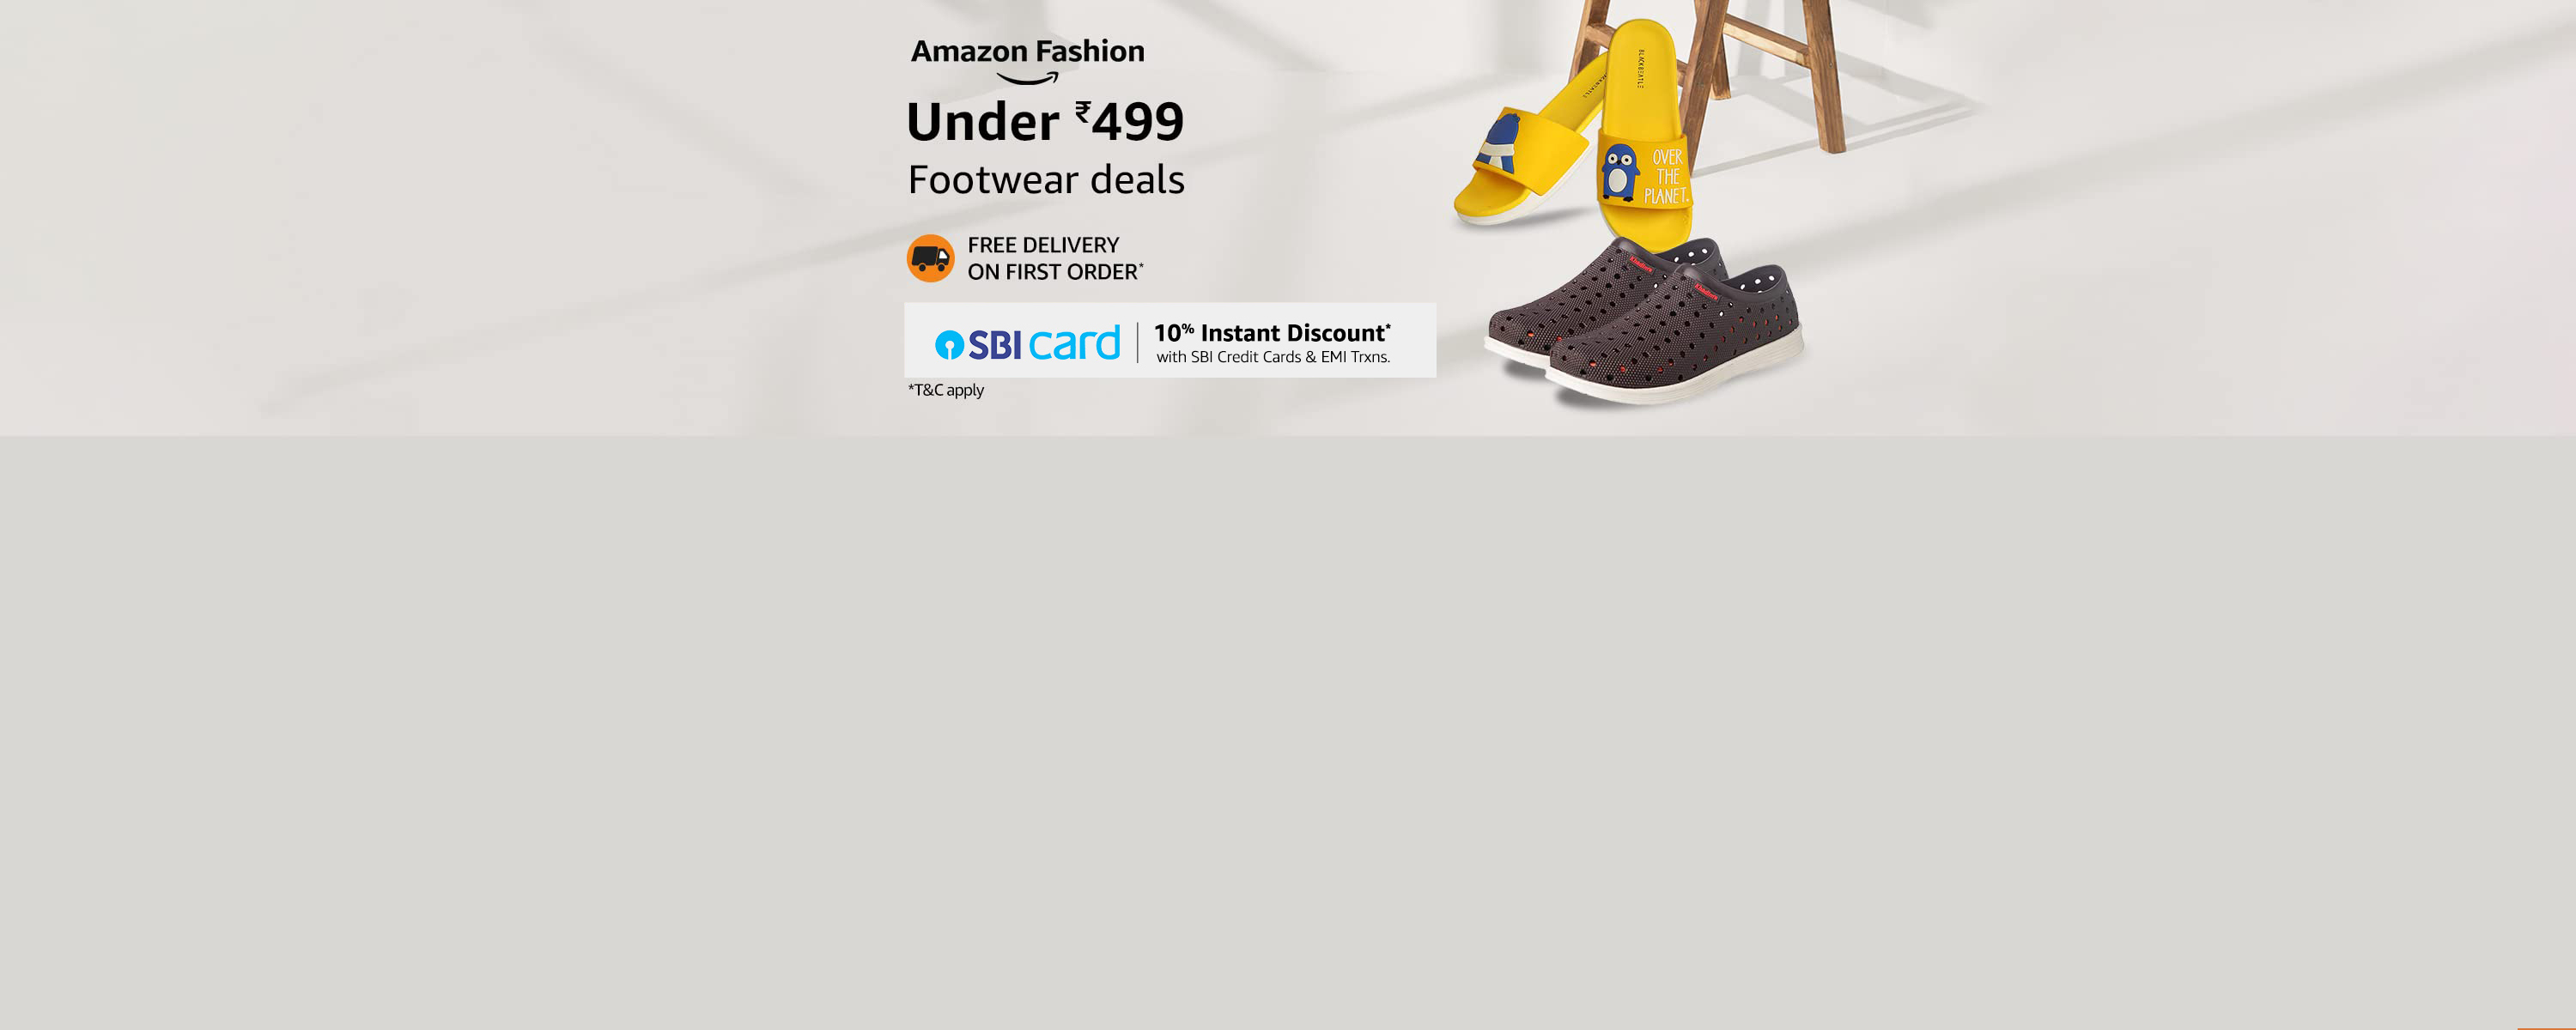 Amazon Fashion
Under ₹499
Footwear deals
FREE DELIVERY
ON FIRST ORDER*
SBI card
10% Instant Discount*
with SBI Credit Cards & EMI Trxns.
*T&C apply
BLACKBEATLE
OVER
THE
PLANET.